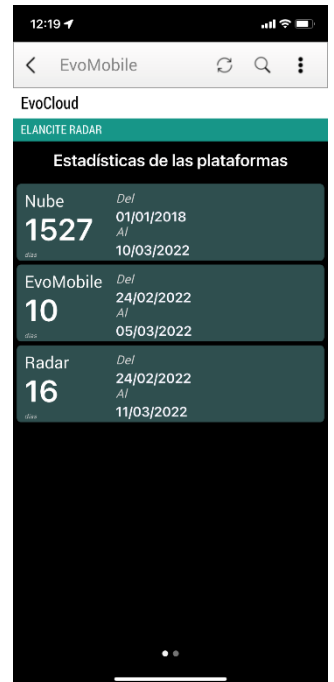 12:19
EvoMobile
EvoCloud
ELANCITE RADAR
Estadísticas de las plataformas
Nube
1527
días
Del
01/01/2018
Al
10/03/2022
EvoMobile
10
días
Del
24/02/2022
Al
05/03/2022
Radar
16
días
Del
24/02/2022
Al
11/03/2022